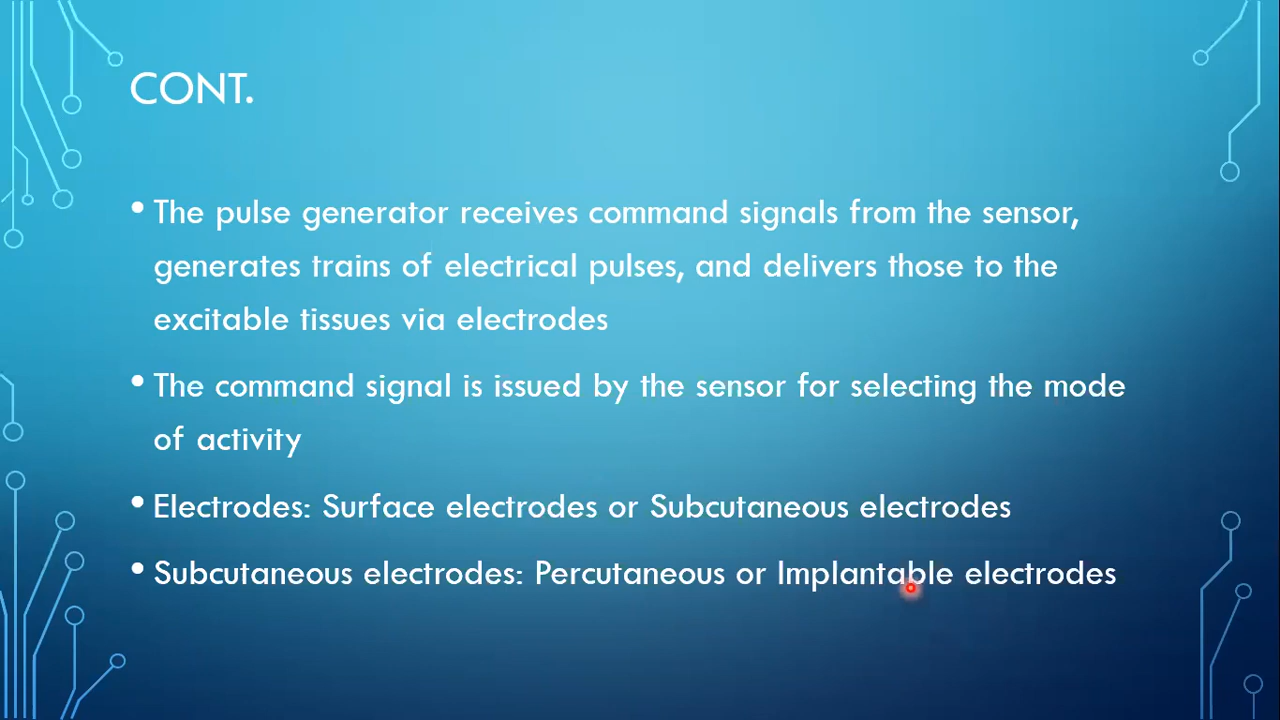 CONT.
• The pulse generator receives command signals from the sensor,
generates trains of electrical pulses, and delivers those to the
excitable tissues via electrodes
• The command signal is issued by the sensor for selecting the mode
of activity
• Electrodes: Surface electrodes or Subcutaneous electrodes
• Subcutaneous electrodes: Percutaneous or Implantable electrodes